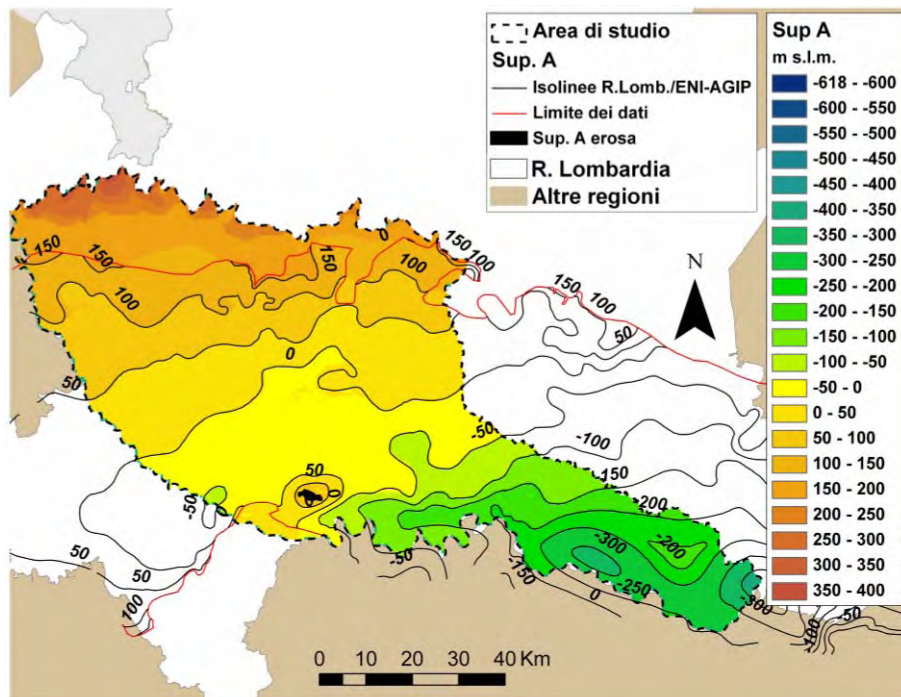 Area di studio
Sup. A
Isolinee R.Lomb./ENI-AGIP
Limite dei dati
Sup. A erosa
R. Lombardia
Altre regioni
Sup A
m s.l.m.
-618 - -600
-600 - -550
-550 - -500
-500 - -450
-450 - -400
-400 - -350
-350 - -300
-300 - -250
-250 - -200
-200 - -150
-150 - -100
-100 - -50
-50 - 0
0 - 50
50 - 100
100 - 150
150 - 200
200 - 250
250 - 300
300 - 350
350 - 400
N
150
150
150
0
150
100
100
100
150
100
50
0
0
50
-50
-100
-150
-200
50
0
-50
-200
-300
-250
-50
-150
0
-300
-100
-50
50
50
100
0 10 20 30 40 Km